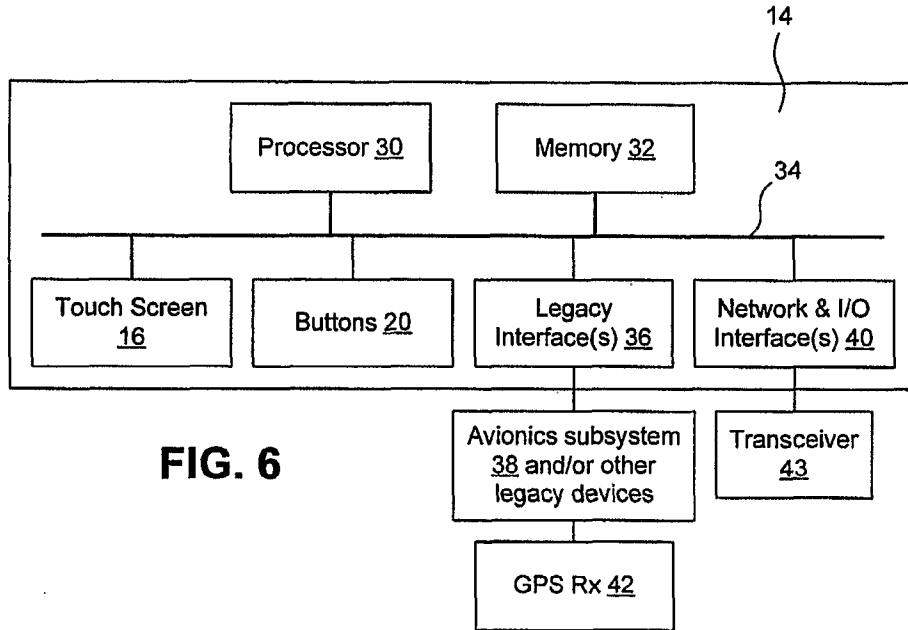 14
Processor 30
Memory 32
34
Touch Screen
16
Buttons 20
Legacy
Interface(s) 36
Network & I/O
Interface(s) 40
Avionics subsystem
38 and/or other
legacy devices
Transceiver
43
FIG. 6
GPS Rx 42